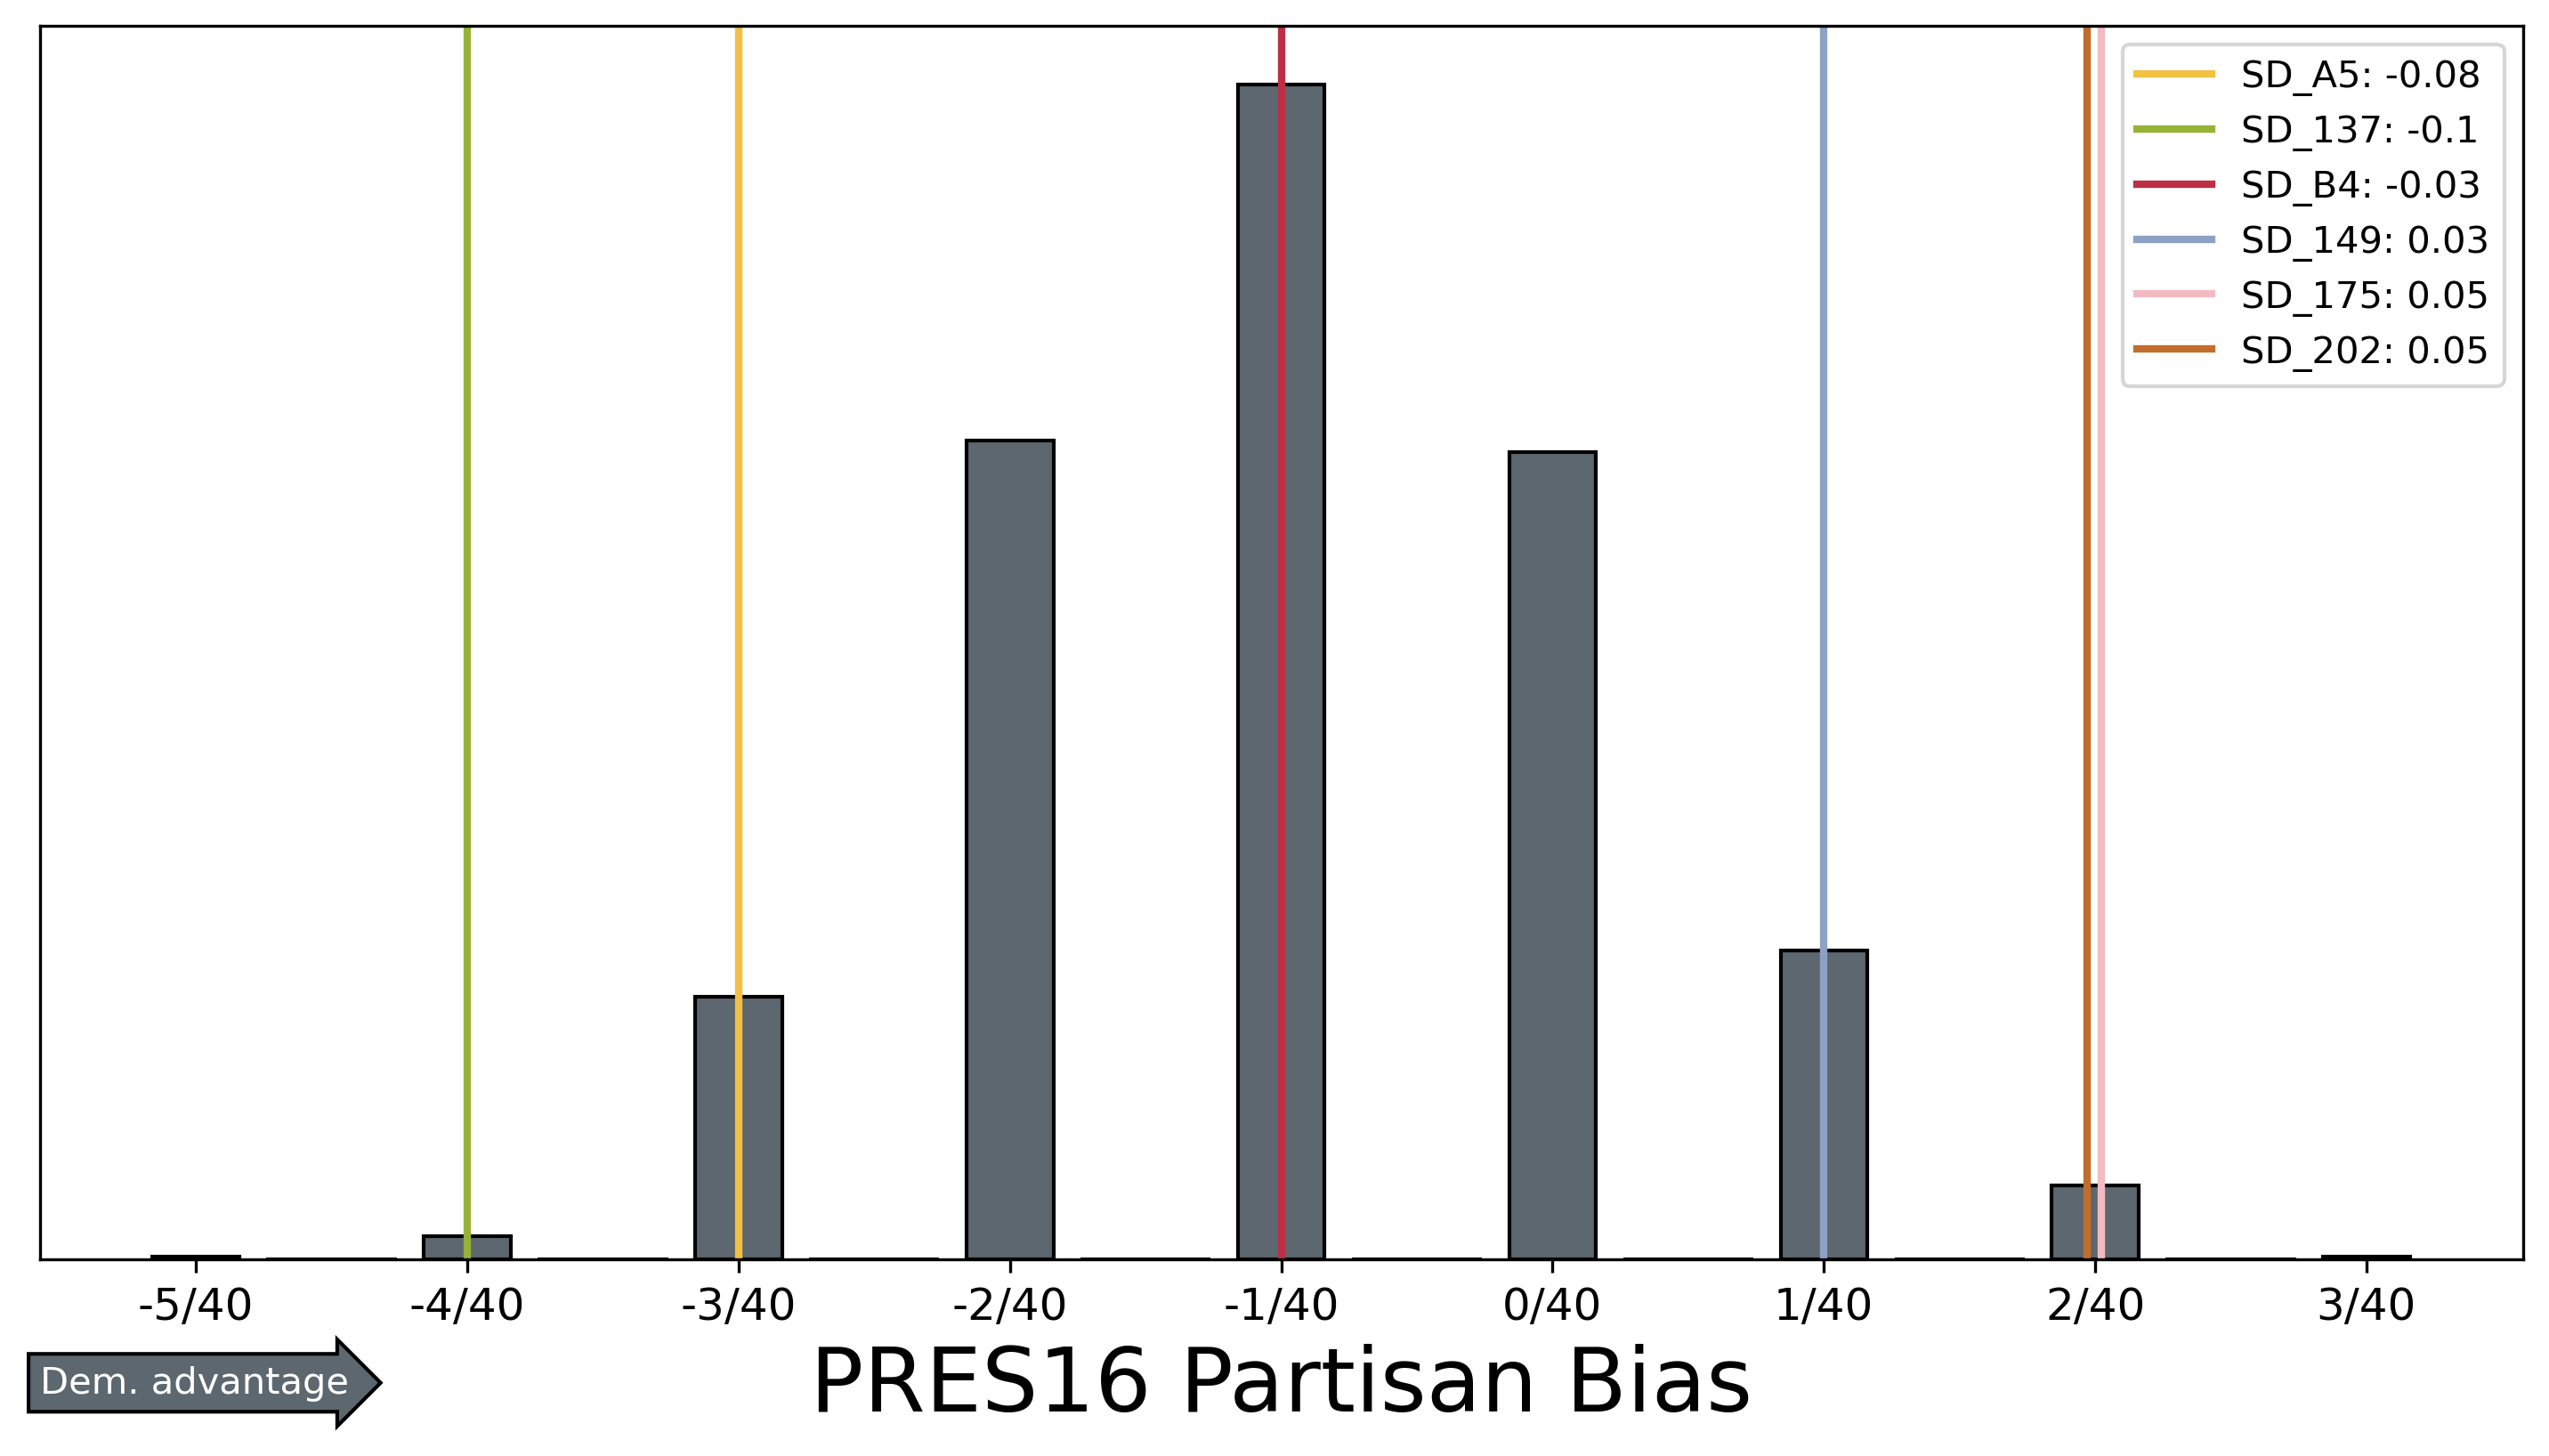 SD_A5: -0.08
SD_137: -0.1
SD_B4: -0.03
SD_149: 0.03
SD_175: 0.05
SD_202: 0.05
-5/40 -4/40 -3/40 -2/40 -1/40 0/40 1/40 2/40 3/40
Dem. advantage
PRES16 Partisan Bias